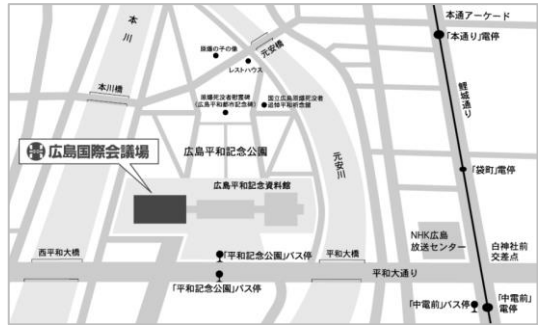 本通アーケード
本川
「本通り」電停
原爆の子の像
元安橋
レストハウス
本川橋
鯉城通り
原爆死没者慰霊碑
(広島平和都市記念碑)
国立広島原爆死没者
追悼平和祈念館
広島国際会議場
広島平和記念公園
元安川
「袋町」電停
広島平和記念資料館
NHK広島
放送センター
白神社前
交差点
西平和大橋
「平和記念公園」バス停
平和大橋
平和大通り
「平和記念公園」バス停
「中電前」バス停
「中電前」
電停